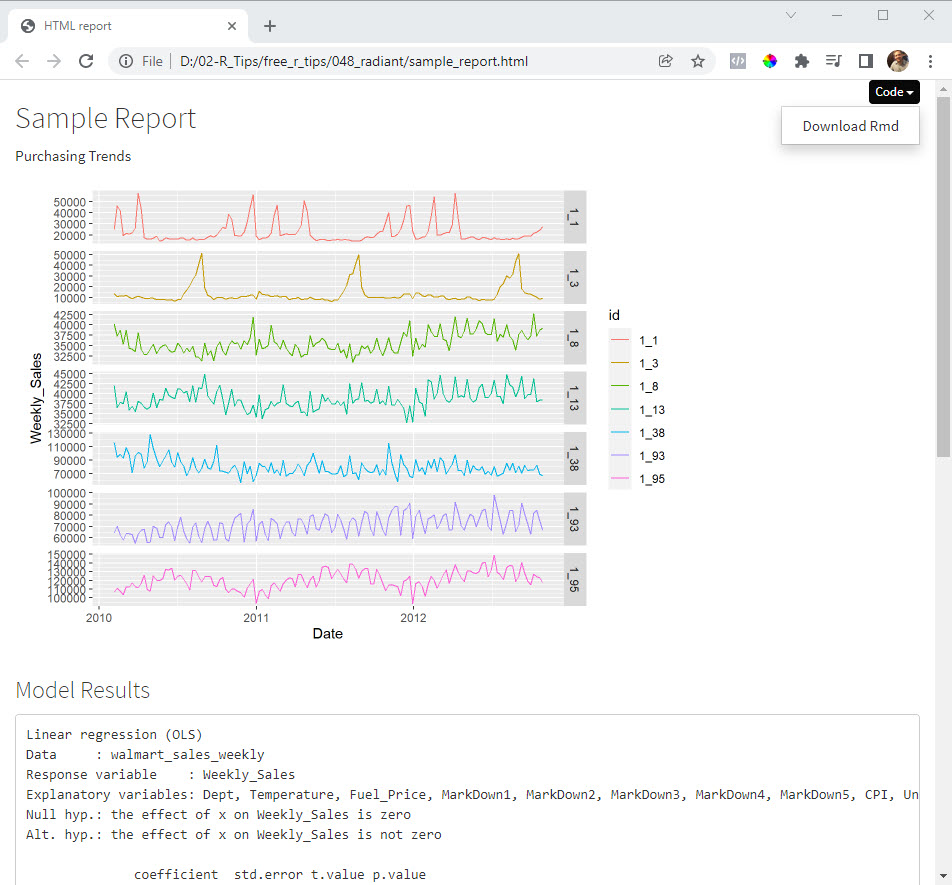 HTML report
File
D:/02-R_Tips/free_r_tips/048_radiant/sample_report.html
Code
Download Rmd
Sample Report
Purchasing Trends
50000
40000
30000
20000
1_1
50000
40000
30000
20000
10000
1_3
42500
40000
37500
35000
32500
1_8
45000
42500
40000
37500
35000
32500
1_13
130000
110000
90000
70000
1_38
100000
90000
80000
70000
60000
1_93
150000
140000
130000
120000
110000
100000
1_95
Weekly_Sales
2010
2011
2012
Date
id
1_1
1_3
1_8
1_13
1_38
1_93
1_95
Model Results
Linear regression (OLS)
Data     : walmart_sales_weekly
Response variable    : Weekly_Sales
Explanatory variables: Dept, Temperature, Fuel_Price, MarkDown1, MarkDown2, MarkDown3, MarkDown4, MarkDown5, CPI, Un
Null hyp.: the effect of x on Weekly_Sales is zero
Alt. hyp.: the effect of x on Weekly_Sales is not zero
coefficient  std.error t.value p.value